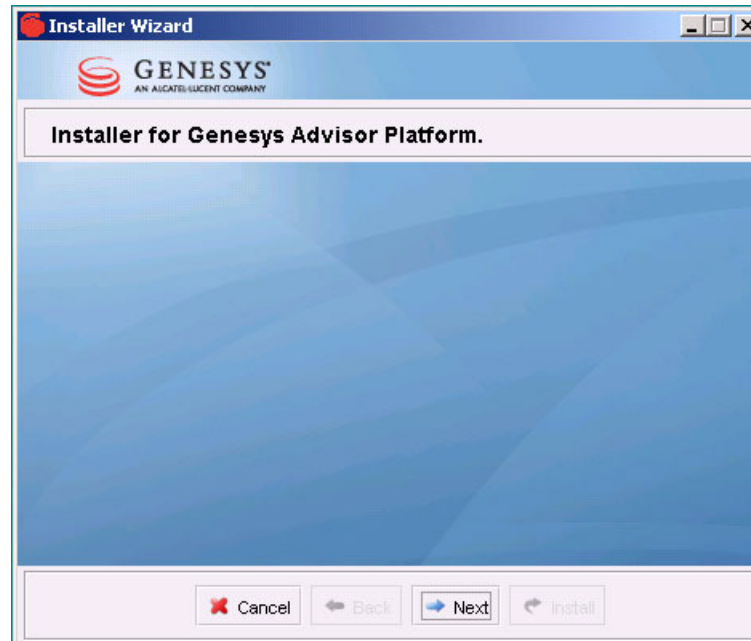 Installer Wizard
GENESYS
AN ALCATEL-LUCENT COMPANY
Installer for Genesys Advisor Platform.
Cancel Back Next Install